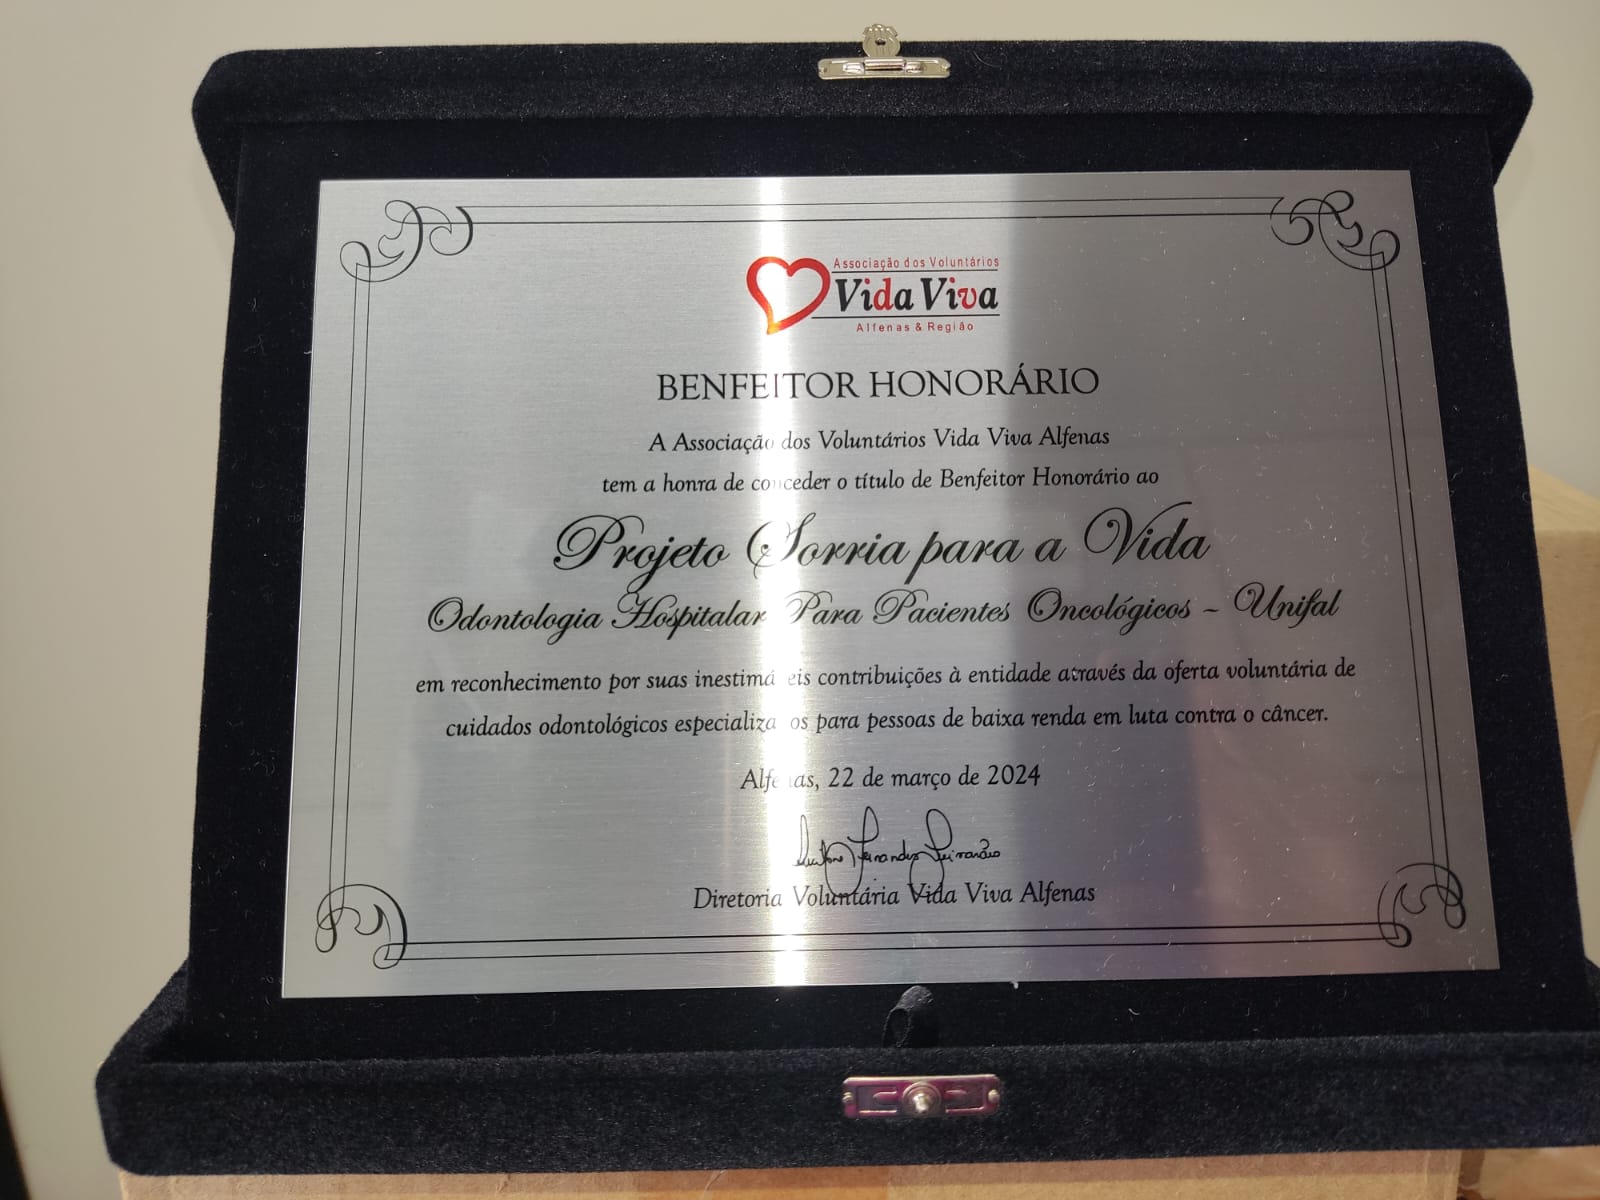 Associação dos Voluntários
Vida Viva
Alfenas & Região
BENFEITOR HONORÁRIO
A Associação dos Voluntários Vida Viva Alfenas
tem a honra de conceder o título de Benfeitor Honorário ao
Projeto Sorria para a Vida
Odontologia Hospitalar Para Pacientes Oncológicos - Unifal
em reconhecimento por suas inestimáveis contribuições à entidade através da oferta voluntária de
cuidados odontológicos especializados para pessoas de baixa renda em luta contra o câncer.
Alfenas, 22 de março de 2024
Diretoria Voluntária Vida Viva Alfenas